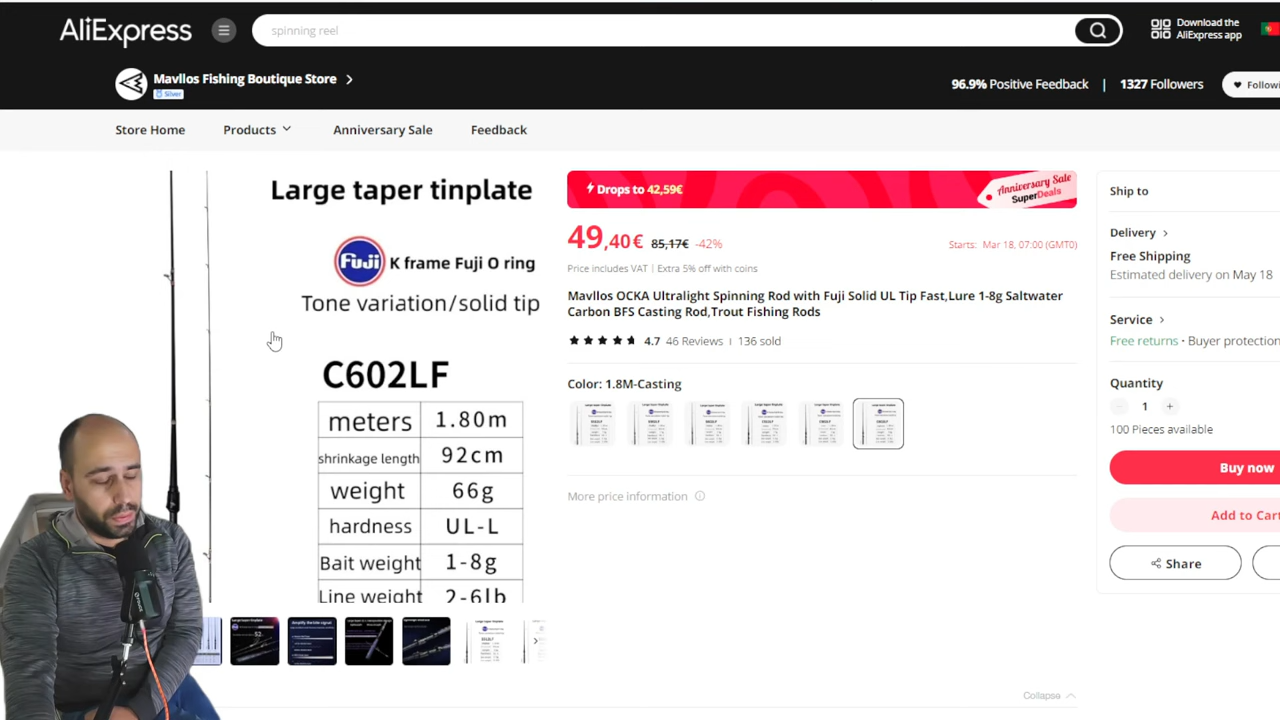 AliExpress
spinning reel
Download the
AliExpress app
Mavllos Fishing Boutique Store
Silver
96.9% Positive Feedback | 1327 Followers
Followi
Store Home
Products
Anniversary Sale
Feedback
Large taper tinplate
Fuji K frame Fuji O ring
Tone variation/solid tip
C602LF
meters 1.80m
shrinkage length 92cm
weight 66g
hardness UL-L
Bait weight 1-8g
Line weight 2-6lb
Drops to 42,59€
Anniversary Sale
SuperDeals
49,40€ 85,17€ -42%
Starts: Mar 18, 07:00 (GMT0)
Price includes VAT | Extra 5% off with coins
Mavllos OCKA Ultralight Spinning Rod with Fuji Solid UL Tip Fast,Lure 1-8g Saltwater
Carbon BFS Casting Rod,Trout Fishing Rods
4.7 46 Reviews | 136 sold
Color: 1.8M-Casting
More price information
Collapse
Ship to
Delivery
Free Shipping
Estimated delivery on May 18
Service
Free returns · Buyer protection
Quantity
1
100 Pieces available
Buy now
Add to Cart
Share